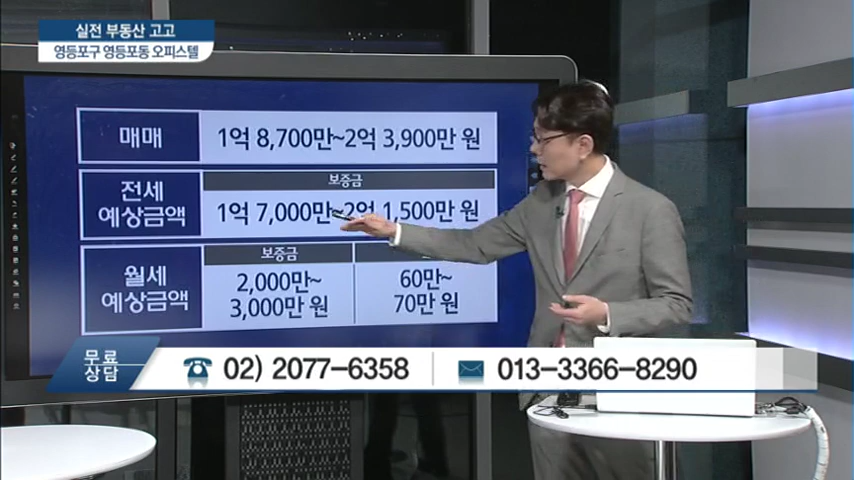 실전 부동산 고고
영등포구 영등포동 오피스텔
매매
1억 8,700만~2억 3,900만 원
전세
예상금액
보증금
1억 7,000만~2억 1,500만 원
월세
예상금액
보증금
2,000만~
3,000만 원
60만~
70만 원
무료
상담
02) 2077-6358
013-3366-8290